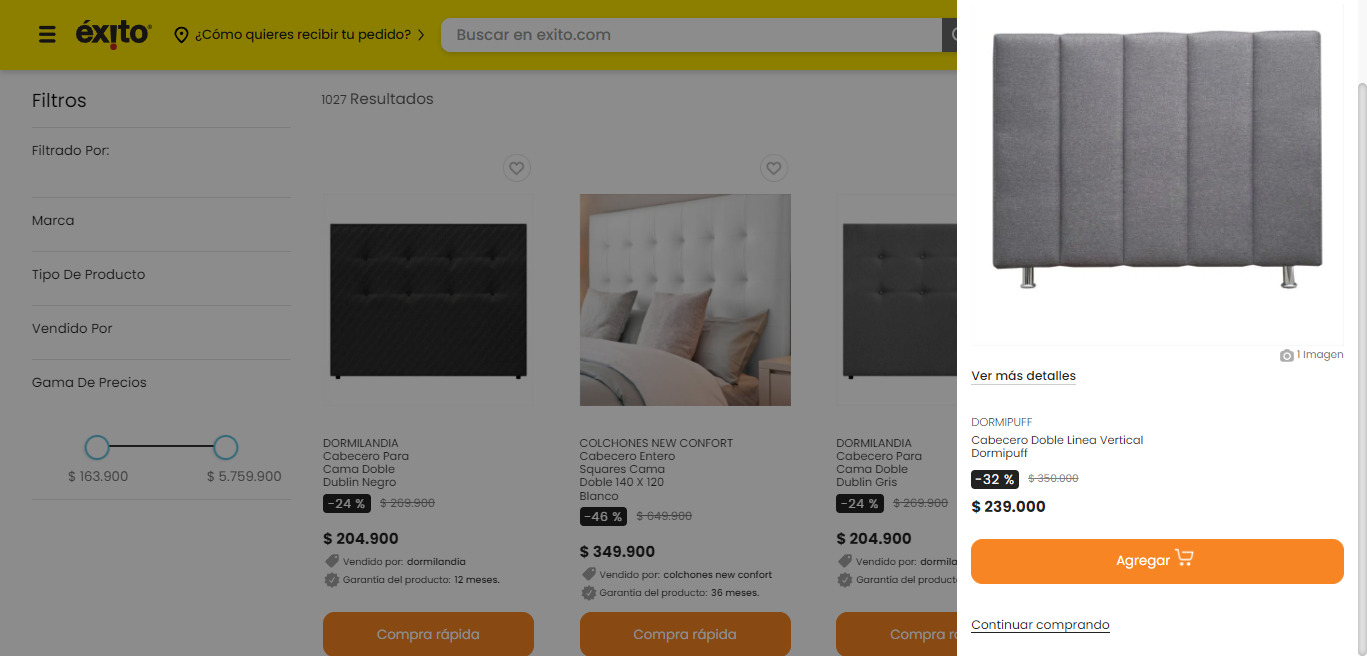 éxito
¿Cómo quieres recibir tu pedido?
Buscar en exito.com
Filtros
Filtrado Por:
Marca
Tipo De Producto
Vendido Por
Gama De Precios
$ 163.900
$ 5.759.900
1027 Resultados
DORMILANDIA
Cabecero Para
Cama Doble
Dublin Negro
-24 % $ 269.900
$ 204.900
Vendido por: dormilandia
Garantía del producto: 12 meses.
Compra rápida
COLCHONES NEW CONFORT
Cabecero Entero
Squares Cama
Doble 140 X 120
Blanco
-46 % $ 649.900
$ 349.900
Vendido por: colchones new confort
Garantía del producto: 36 meses.
Compra rápida
DORMILANDIA
Cabecero Para
Cama Doble
Dublin Gris
-24 % $ 269.900
$ 204.900
Vendido por: dormila
Garantía del product
Compra r
1 Imagen
Ver más detalles
DORMIPUFF
Cabecero Doble Linea Vertical
Dormipuff
-32 % $ 350.000
$ 239.000
Agregar
Continuar comprando